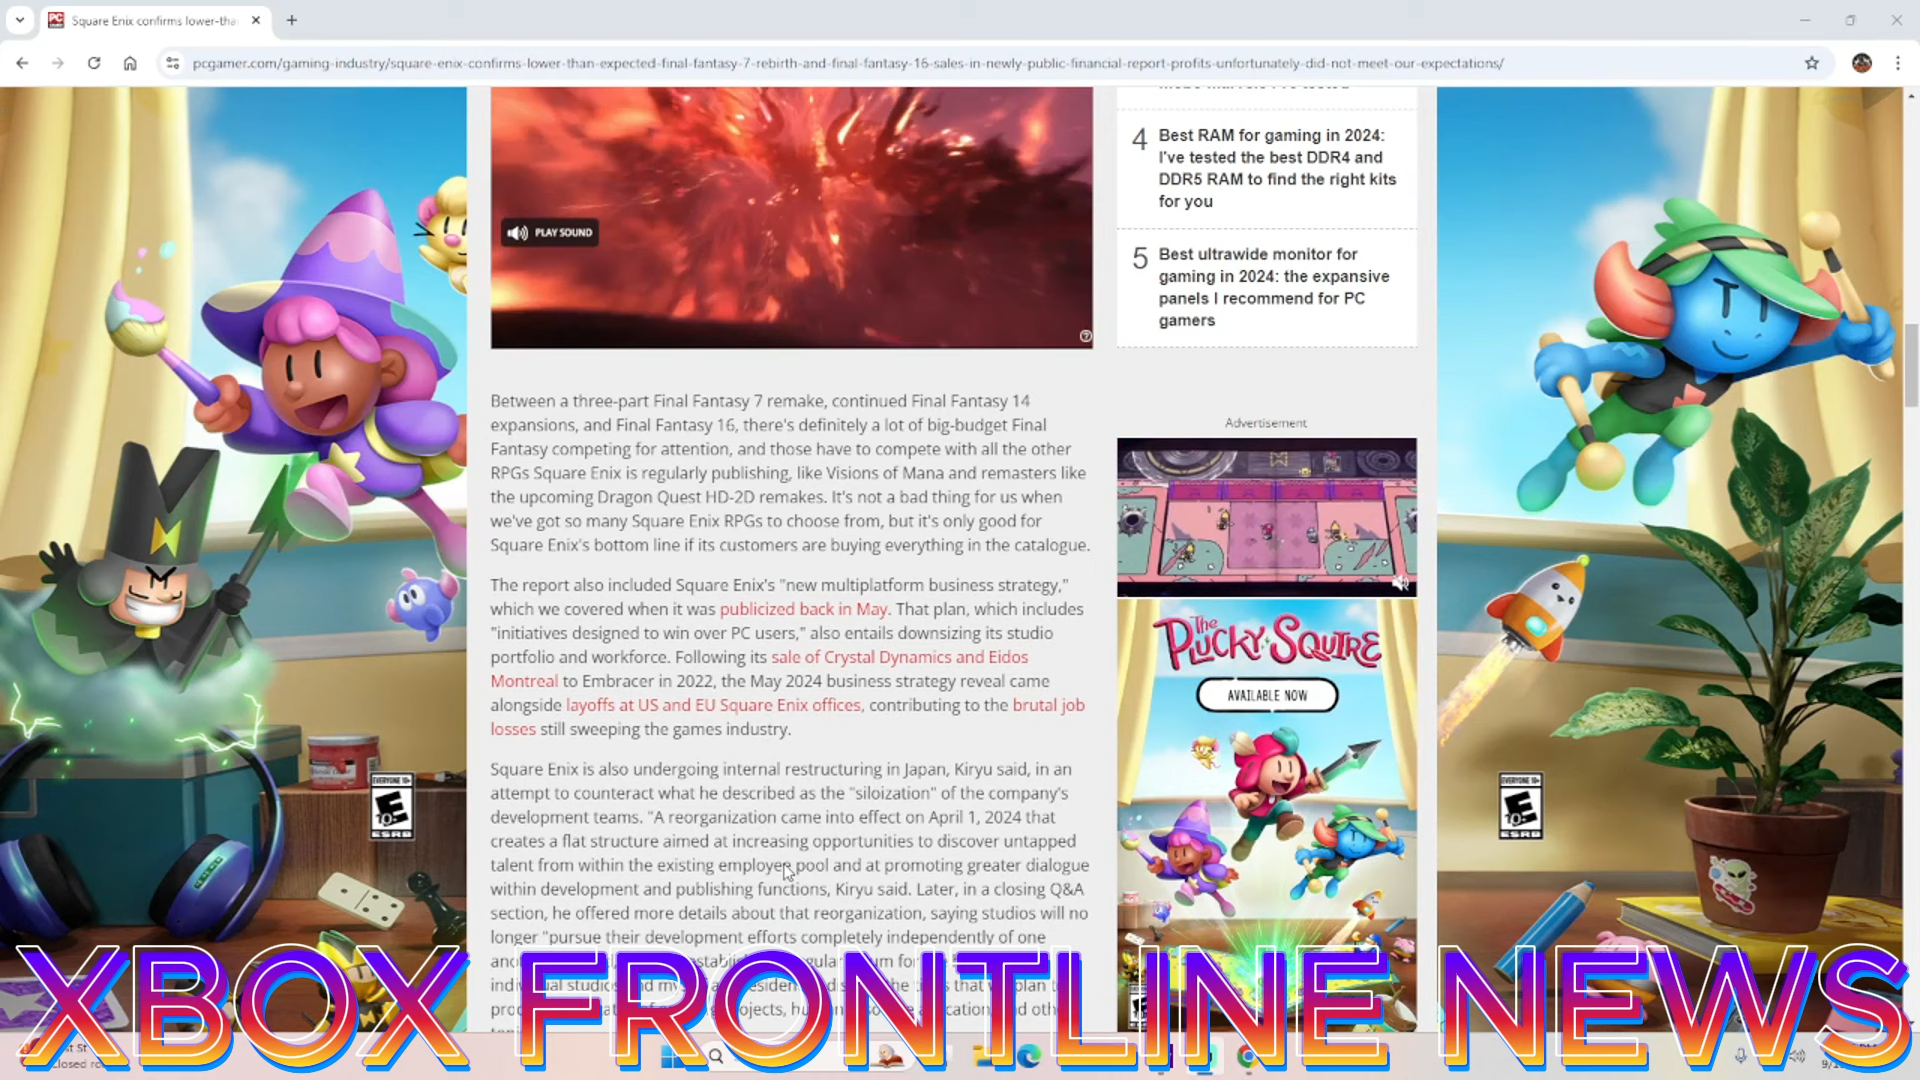 Square Enix confirms lower-tha
pcgamer.com/gaming-industry/square-enix-confirms-lower-than-expected-final-fantasy-7-rebirth-and-final-fantasy-16-sales-in-newly-public-financial-report-profits-unfortunately-did-not-meet-our-expectations/
PLAY SOUND
Between a three-part Final Fantasy 7 remake, continued Final Fantasy 14
expansions, and Final Fantasy 16, there's definitely a lot of big-budget Final
Fantasy competing for attention, and those have to compete with all the other
RPGs Square Enix is regularly publishing, like Visions of Mana and remasters like
the upcoming Dragon Quest HD-2D remakes. It's not a bad thing for us when
we've got so many Square Enix RPGs to choose from, but it's only good for
Square Enix's bottom line if its customers are buying everything in the catalogue.
The report also included Square Enix's "new multiplatform business strategy,"
which we covered when it was publicized back in May. That plan, which includes
"initiatives designed to win over PC users," also entails downsizing its studio
portfolio and workforce. Following its sale of Crystal Dynamics and Eidos
Montreal to Embracer in 2022, the May 2024 business strategy reveal came
alongside layoffs at US and EU Square Enix offices, contributing to the brutal job
losses still sweeping the games industry.
Square Enix is also undergoing internal restructuring in Japan, Kiryu said, in an
attempt to counteract what he described as the "siloization" of the company's
development teams. "A reorganization came into effect on April 1, 2024 that
creates a flat structure aimed at increasing opportunities to discover untapped
talent from within the existing employee pool and at promoting greater dialogue
within development and publishing functions, Kiryu said. Later, in a closing Q&A
section, he offered more details about that reorganization, saying studios will no
longer "pursue their development efforts completely independently of one
4 Best RAM for gaming in 2024:
I've tested the best DDR4 and
DDR5 RAM to find the right kits
for you
5 Best ultrawide monitor for
gaming in 2024: the expansive
panels I recommend for PC
gamers
Advertisement
THE PLUCKY SQUIRE
AVAILABLE NOW
EVERYONE 10+
E
10+
ESRB
EVERYONE 10+
E
10+
ESRB
XBOX FRONTLINE NEWS